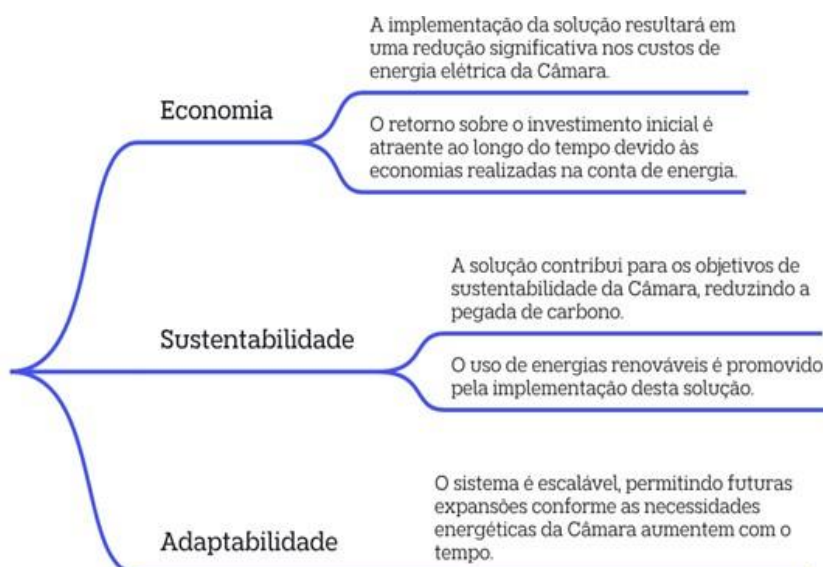 A implementação da solução resultará em
uma redução significativa nos custos de
energia elétrica da Câmara.
Economia
O retorno sobre o investimento inicial é
atraente ao longo do tempo devido às
economias realizadas na conta de energia.
A solução contribui para os objetivos de
sustentabilidade da Câmara, reduzindo a
pegada de carbono.
Sustentabilidade
O uso de energias renováveis é promovido
pela implementação desta solução.
O sistema é escalável, permitindo futuras
expansões conforme as necessidades
energéticas da Câmara aumentem com o
tempo.
Adaptabilidade